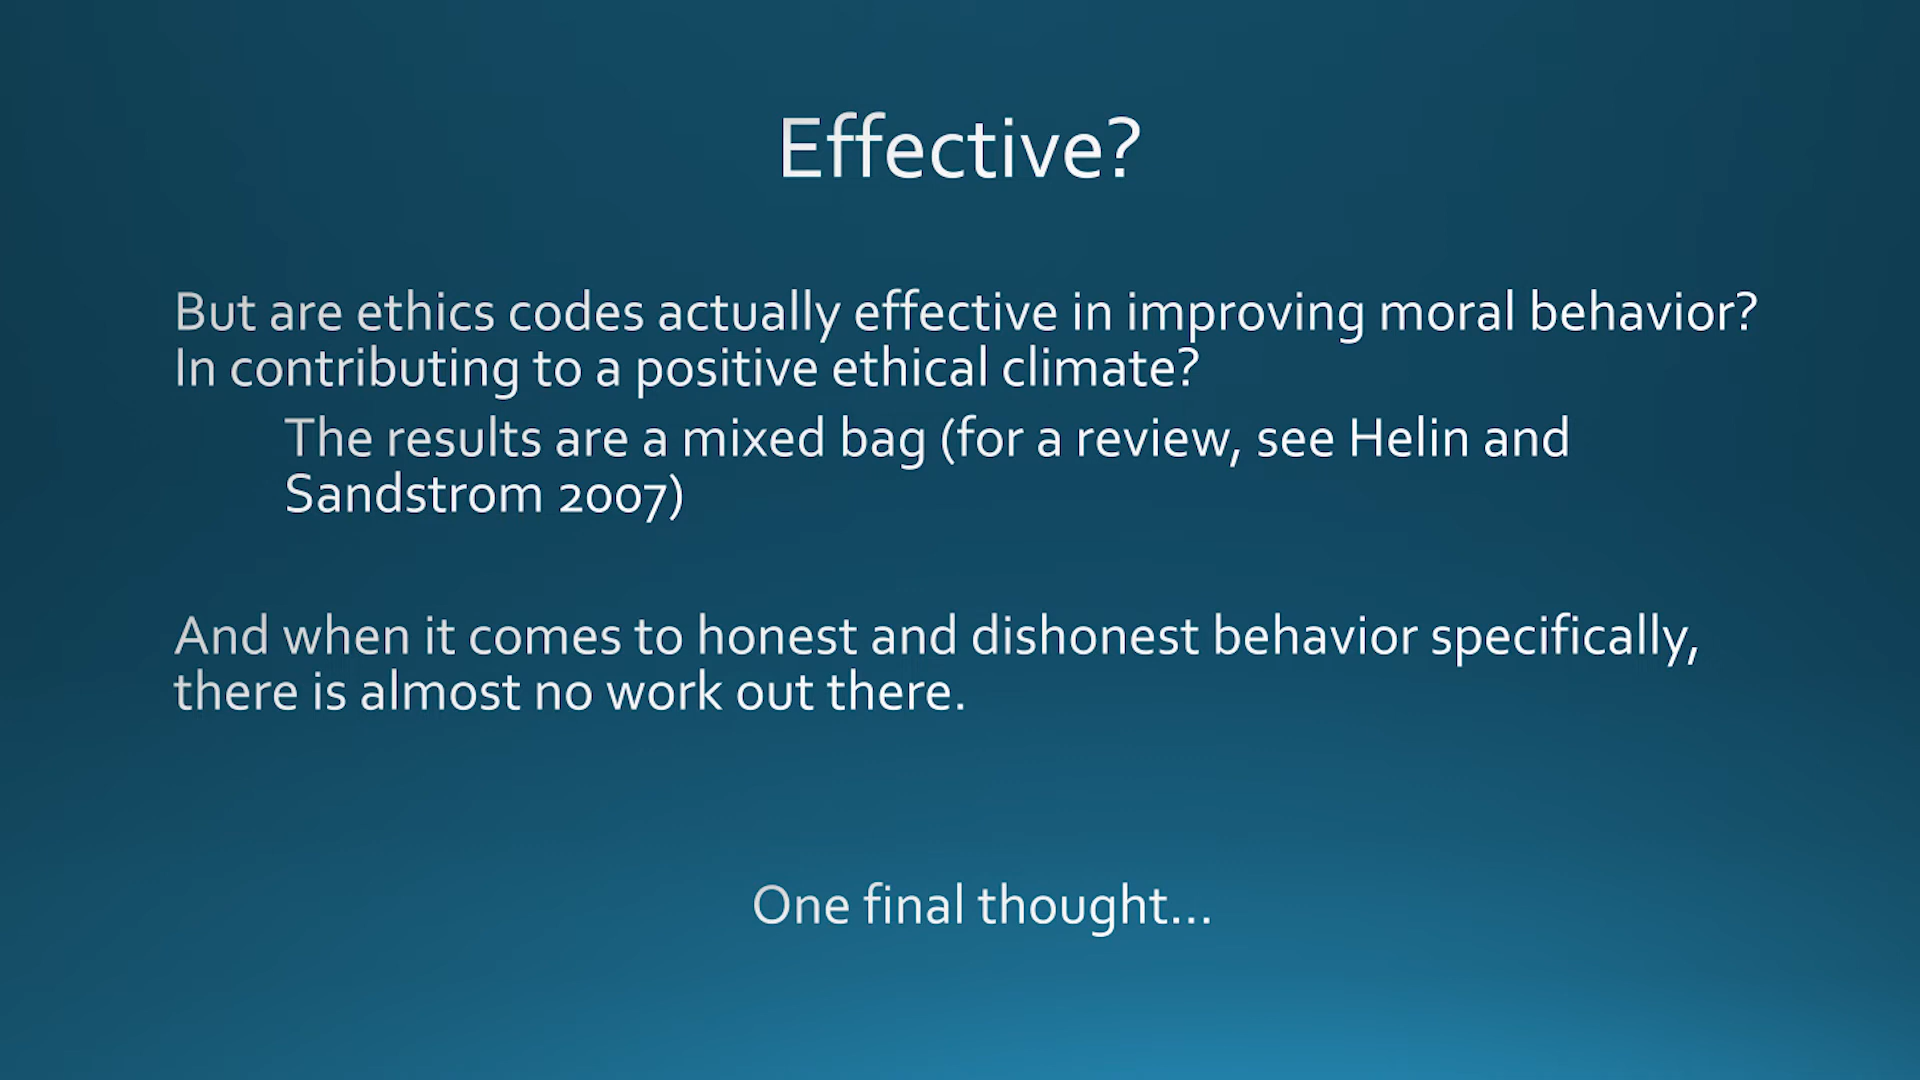 Effective?
But are ethics codes actually effective in improving moral behavior?
In contributing to a positive ethical climate?
The results are a mixed bag (for a review, see Helin and
Sandstrom 2007)
And when it comes to honest and dishonest behavior specifically,
there is almost no work out there.
One final thought...